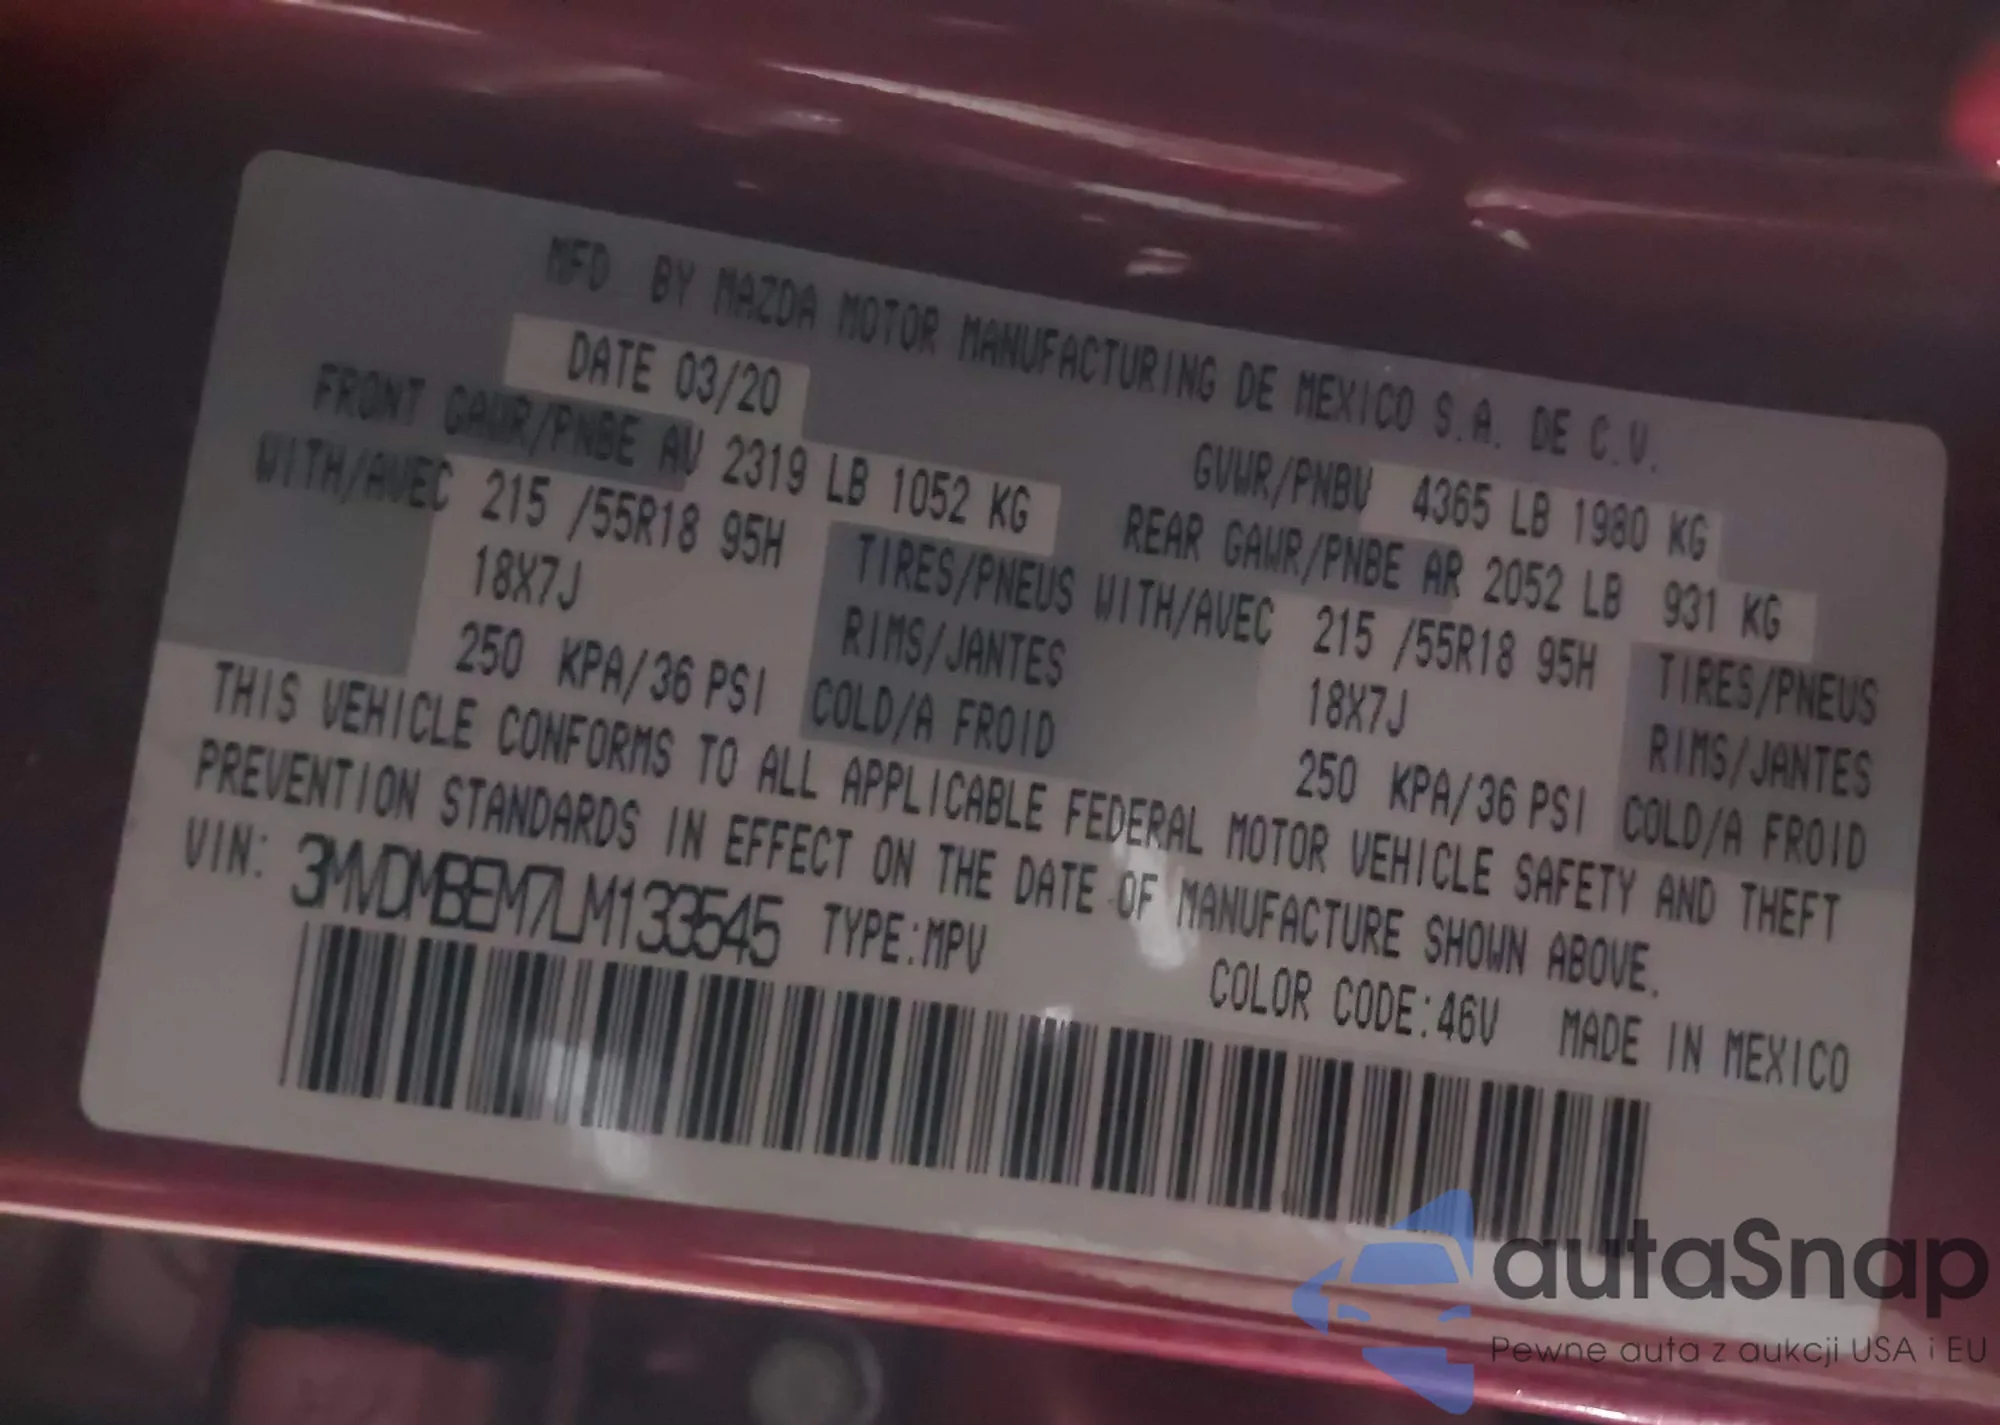 MFD BY MAZDA MOTOR MANUFACTURING DE MEXICO S.A. DE C.V.
DATE 03/20
GVWR/PNBV 4365 LB 1980 KG
FRONT GAWR/PNBE AV 2319 LB 1052 KG
REAR GAWR/PNBE AR 2052 LB 931 KG
WITH/AVEC 215 /55R18 95H TIRES/PNEUS WITH/AVEC 215 /55R18 95H TIRES/PNEUS
18X7J RIMS/JANTES 18X7J RIMS/JANTES
250 KPA/36 PSI COLD/A FROID 250 KPA/36 PSI COLD/A FROID
THIS VEHICLE CONFORMS TO ALL APPLICABLE FEDERAL MOTOR VEHICLE SAFETY AND THEFT
PREVENTION STANDARDS IN EFFECT ON THE DATE OF MANUFACTURE SHOWN ABOVE.
VIN: 3MVDMBEM7LM133545 TYPE:MPV COLOR CODE:46V MADE IN MEXICO
autaSnap
Pewne auta z aukcji USA i EU